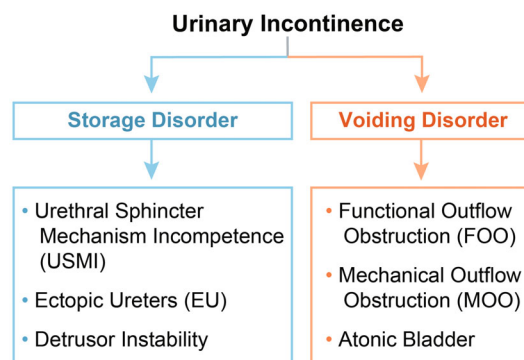 Urinary Incontinence
Storage Disorder
• Urethral Sphincter
Mechanism Incompetence
(USMI)
• Ectopic Ureters (EU)
• Detrusor Instability
Voiding Disorder
• Functional Outflow
Obstruction (FOO)
• Mechanical Outflow
Obstruction (MOO)
• Atonic Bladder